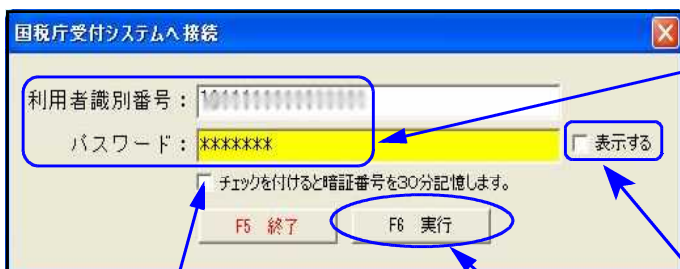 国税庁受付システムへ接続
利用者識別番号：
パスワード： *******
表示する
チェックを付けると暗証番号を30分記憶します。
F5 終了 F6 実行